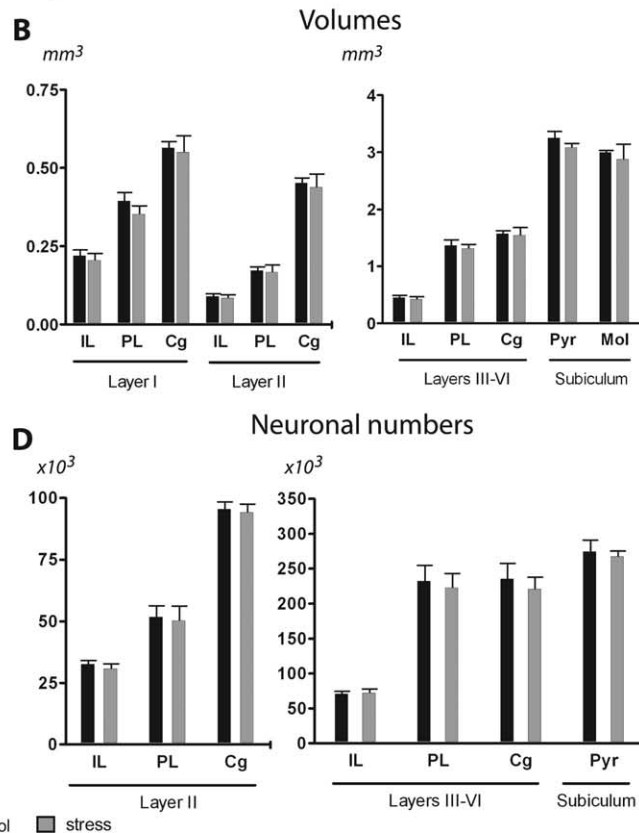 B
Volumes
mm3
mm3
0.75
0.50
0.25
0.00
4
3
2
1
0
IL PL Cg IL PL Cg
IL PL Cg Pyr Mol
Layer I Layer II
Layers III-VI Subiculum
D
Neuronal numbers
x103
x103
100
75
50
25
0
350
300
250
200
150
100
50
0
IL PL Cg
IL PL Cg Pyr
Layer II
Layers III-VI Subiculum
ol stress